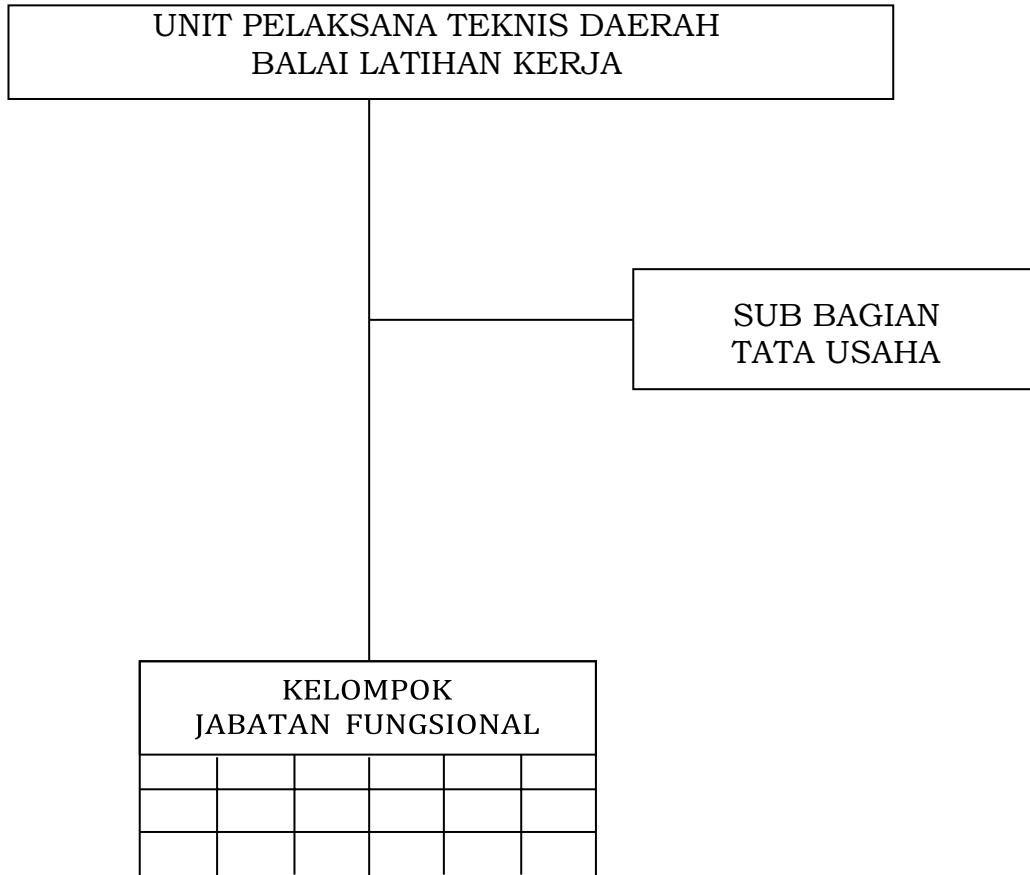 UNIT PELAKSANA TEKNIS DAERAH
BALAI LATIHAN KERJA
SUB BAGIAN
TATA USAHA
KELOMPOK
JABATAN FUNGSIONAL